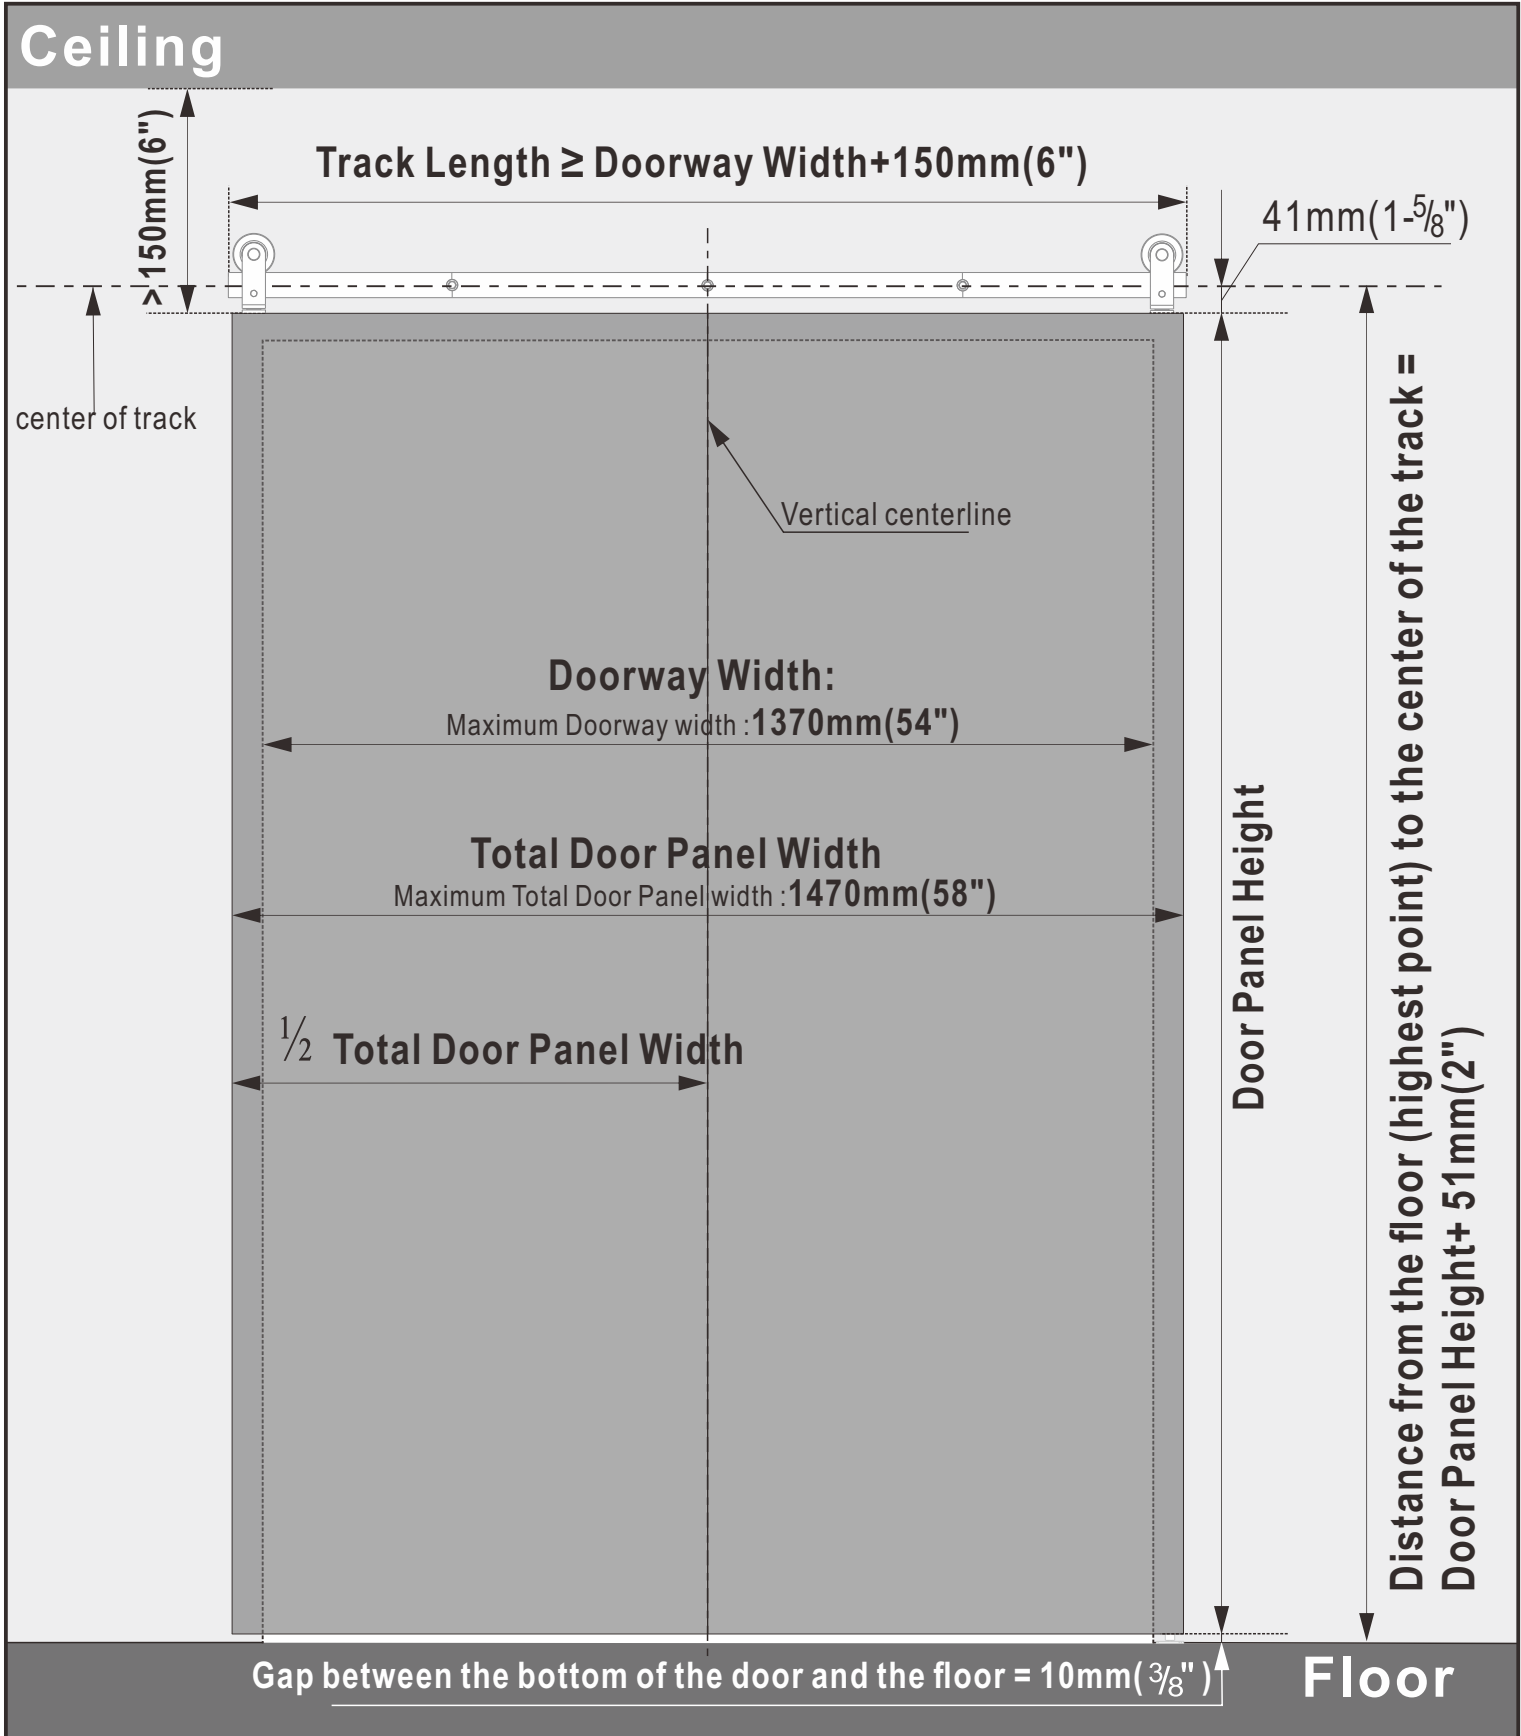 Ceiling
> 150mm(6")
Track Length ≥ Doorway Width+150mm(6")
41mm(1-5/8")
center of track
Vertical centerline
Doorway Width:
Maximum Doorway width :1370mm(54")
Total Door Panel Width
Maximum Total Door Panel width :1470mm(58")
1/2 Total Door Panel Width
Door Panel Height
Distance from the floor (highest point) to the center of the track =
Door Panel Height+ 51mm(2")
Gap between the bottom of the door and the floor = 10mm( 3/8" )
Floor